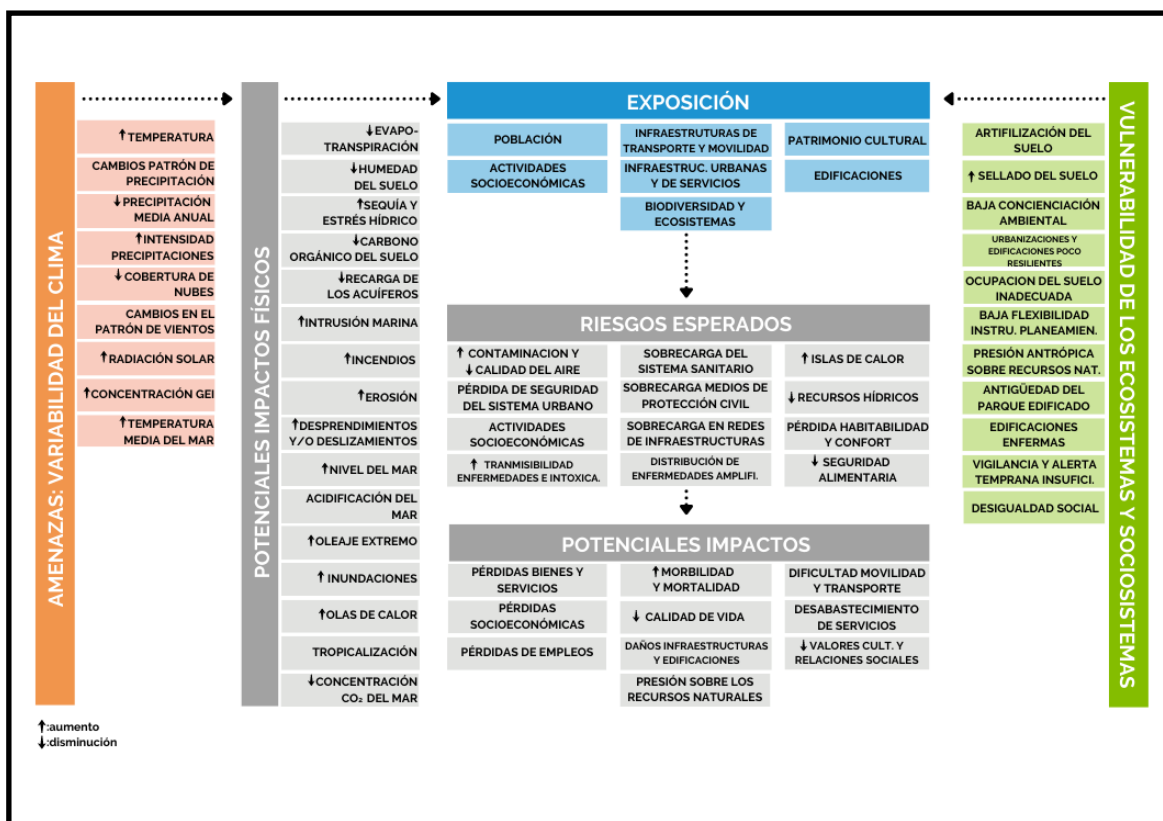 AMENAZAS: VARIABILIDAD DEL CLIMA
↑TEMPERATURA
CAMBIOS PATRÓN DE
PRECIPITACIÓN
↓PRECIPITACIÓN
MEDIA ANUAL
↑INTENSIDAD
PRECIPITACIONES
↓COBERTURA DE
NUBES
CAMBIOS EN EL
PATRÓN DE VIENTOS
↑RADIACIÓN SOLAR
↑CONCENTRACIÓN GEI
↑TEMPERATURA
MEDIA DEL MAR
POTENCIALES IMPACTOS FÍSICOS
↓EVAPO-
TRANSPIRACIÓN
↓HUMEDAD
DEL SUELO
↑SEQUÍA Y
ESTRÉS HÍDRICO
↓CARBONO
ORGÁNICO DEL SUELO
↓RECARGA DE
LOS ACUÍFEROS
↑INTRUSIÓN MARINA
↑INCENDIOS
↑EROSIÓN
↑DESPRENDIMIENTOS
Y/O DESLIZAMIENTOS
↑NIVEL DEL MAR
ACIDIFICACIÓN DEL
MAR
↑OLEAJE EXTREMO
↑ INUNDACIONES
↑OLAS DE CALOR
TROPICALIZACIÓN
↓CONCENTRACIÓN
CO₂ DEL MAR
EXPOSICIÓN
POBLACIÓN
ACTIVIDADES
SOCIOECONÓMICAS
INFRAESTRUTURAS DE
TRANSPORTE Y MOVILIDAD
INFRAESTRUC. URBANAS
Y DE SERVICIOS
BIODIVERSIDAD Y
ECOSISTEMAS
PATRIMONIO CULTURAL
EDIFICACIONES
RIESGOS ESPERADOS
↑ CONTAMINACION Y
↓ CALIDAD DEL AIRE
PÉRDIDA DE SEGURIDAD
DEL SISTEMA URBANO
ACTIVIDADES
SOCIOECONÓMICAS
↑ TRANMISIBILIDAD
ENFERMEDADES E INTOXICA.
SOBRECARGA DEL
SISTEMA SANITARIO
SOBRECARGA MEDIOS DE
PROTECCIÓN CIVIL
SOBRECARGA EN REDES
DE INFRAESTRUCTURAS
DISTRIBUCIÓN DE
ENFERMEDADES AMPLIFI.
↑ ISLAS DE CALOR
↓ RECURSOS HÍDRICOS
PÉRDIDA HABITABILIDAD
Y CONFORT
↓ SEGURIDAD
ALIMENTARIA
POTENCIALES IMPACTOS
PÉRDIDAS BIENES Y
SERVICIOS
PÉRDIDAS
SOCIOECONÓMICAS
PÉRDIDAS DE EMPLEOS
↑MORBILIDAD
Y MORTALIDAD
↓ CALIDAD DE VIDA
DAÑOS INFRAESTRUCTURAS
Y EDIFICACIONES
PRESIÓN SOBRE LOS
RECURSOS NATURALES
DIFICULTAD MOVILIDAD
Y TRANSPORTE
DESABASTECIMIENTO
DE SERVICIOS
↓VALORES CULT. Y
RELACIONES SOCIALES
ARTIFILIZACIÓN DEL
SUELO
↑ SELLADO DEL SUELO
BAJA CONCIENCIACIÓN
AMBIENTAL
URBANIZACIONES Y
EDIFICACIONES POCO
RESILIENTES
OCUPACION DEL SUELO
INADECUADA
BAJA FLEXIBILIDAD
INSTRU. PLANEAMIEN.
PRESIÓN ANTRÓPICA
SOBRE RECURSOS NAT.
ANTIGÜEDAD DEL
PARQUE EDIFICADO
EDIFICACIONES
ENFERMAS
VIGILANCIA Y ALERTA
TEMPRANA INSUFICI.
DESIGUALDAD SOCIAL
VULNERABILIDAD DE LOS ECOSISTEMAS Y SOCIOSISTEMAS
↑:aumento
↓:disminución